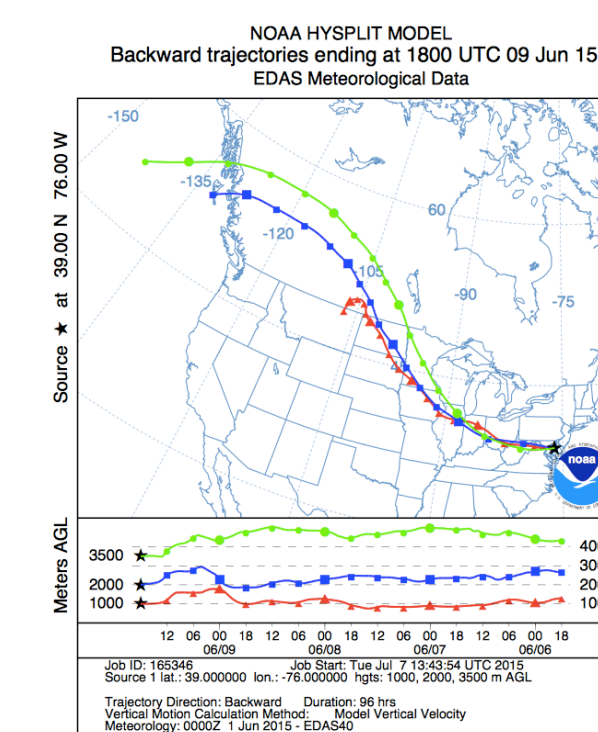 NOAA HYSPLIT MODEL
Backward trajectories ending at 1800 UTC 09 Jun 15
EDAS Meteorological Data
Source ★ at 39.00 N 76.00 W
-150
-135
-120
60
-105
-90
-75
noaa
Meters AGL
3500
2000
1000
40
30
20
10
12 06 00 18 12 06 00 18 12 06 00 18 12 06 00 18
06/09 06/08 06/07 06/06
Job ID: 165346 Job Start: Tue Jul 7 13:43:54 UTC 2015
Source 1 lat.: 39.000000 lon.: -76.000000 hgts: 1000, 2000, 3500 m AGL
Trajectory Direction: Backward Duration: 96 hrs
Vertical Motion Calculation Method: Model Vertical Velocity
Meteorology: 0000Z 1 Jun 2015 - EDAS40